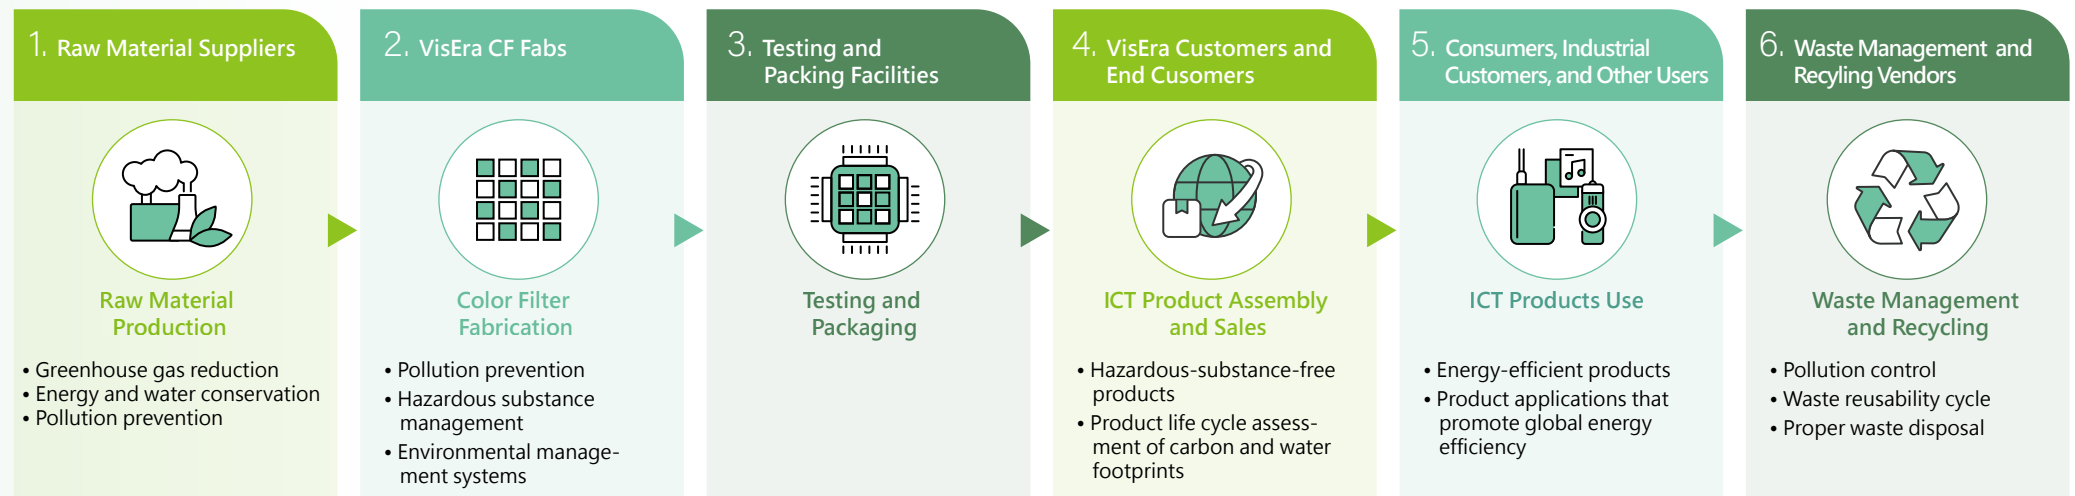 1. Raw Material Suppliers
Raw Material
Production
• Greenhouse gas reduction
• Energy and water conservation
• Pollution prevention
2. VisEra CF Fabs
Color Filter
Fabrication
• Pollution prevention
• Hazardous substance
management
• Environmental manage-
ment systems
3. Testing and
Packing Facilities
Testing and
Packaging
4. VisEra Customers and
End Cusomers
ICT Product Assembly
and Sales
• Hazardous-substance-free
products
• Product life cycle assess-
ment of carbon and water
footprints
5. Consumers, Industrial
Customers, and Other Users
ICT Products Use
• Energy-efficient products
• Product applications that
promote global energy
efficiency
6. Waste Management and
Recyling Vendors
Waste Management
and Recycling
• Pollution control
• Waste reusability cycle
• Proper waste disposal